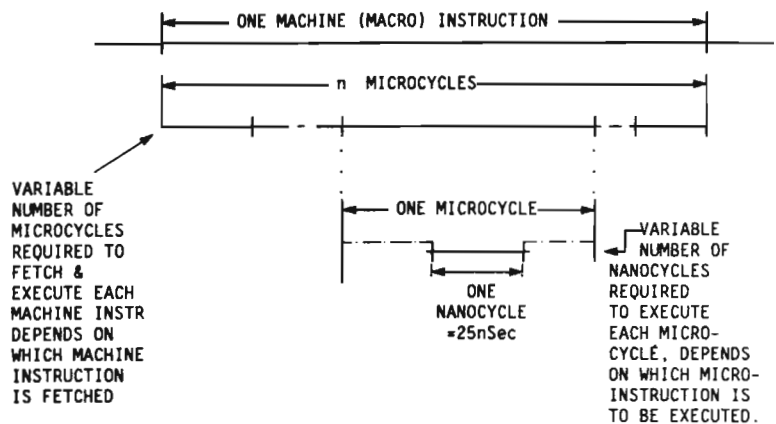 ONE MACHINE (MACRO) INSTRUCTION
n MICROCYCLES
VARIABLE
NUMBER OF
MICROCYCLES
REQUIRED TO
FETCH &
EXECUTE EACH
MACHINE INSTR
DEPENDS ON
WHICH MACHINE
INSTRUCTION
IS FETCHED
ONE MICROCYCLE
ONE
NANOCYCLE
=25nSec
VARIABLE
NUMBER OF
NANOCYCLES
REQUIRED
TO EXECUTE
EACH MICRO-
CYCLE, DEPENDS
ON WHICH MICRO-
INSTRUCTION IS
TO BE EXECUTED.